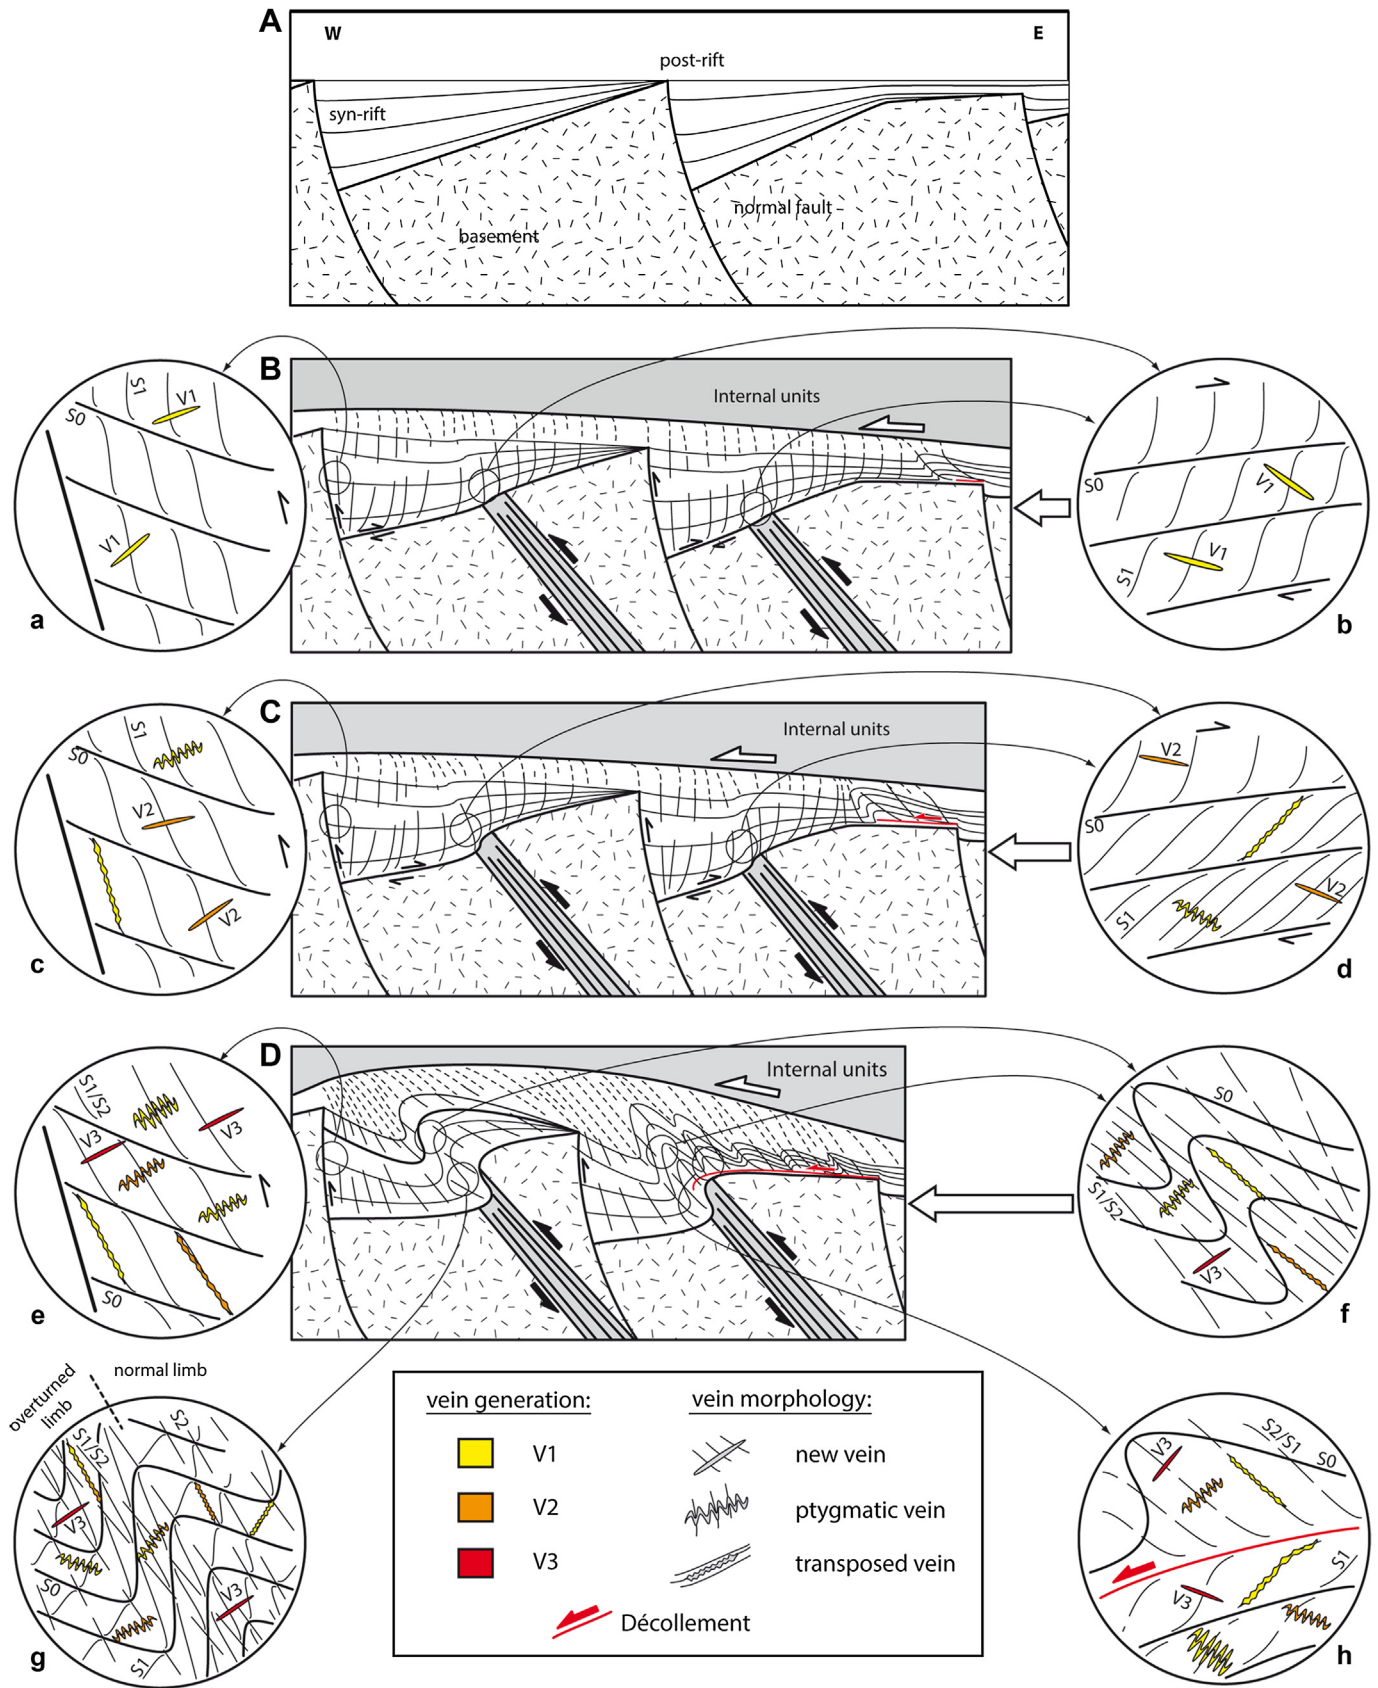 A
W
E
post-rift
syn-rift
normal fault
basement
B
Internal units
S1
V1
S0
V1
a
S0
V1
V1
S1
b
C
Internal units
S1
S0
V2
V2
c
V2
S0
V2
S1
d
D
Internal units
S1/S2
V3
V3
S0
e
S0
S1/S2
V3
f
overturned
limb
normal limb
S2
S1/S2
V3
S0
V3
S1
g
vein generation:
V1
V2
V3
vein morphology:
new vein
ptygmatic vein
transposed vein
Décollement
V3
S2/S1
S0
S1
V3
h